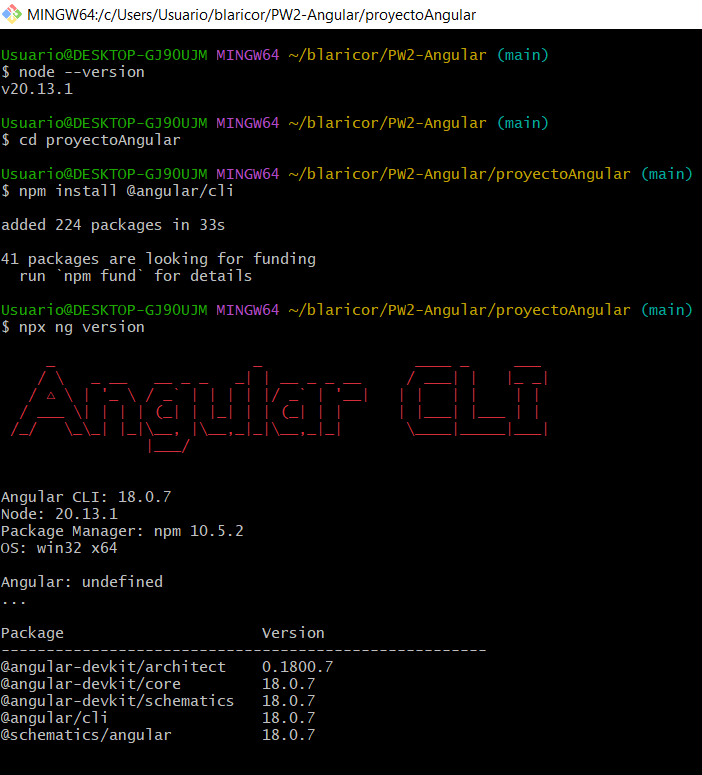 MINGW64:/c/Users/Usuario/blaricor/PW2-Angular/proyectoAngular
Usuario@DESKTOP-GJ90UJM MINGW64 ~/blaricor/PW2-Angular (main)
$ node --version
v20.13.1
Usuario@DESKTOP-GJ90UJM MINGW64 ~/blaricor/PW2-Angular (main)
$ cd proyectoAngular
Usuario@DESKTOP-GJ90UJM MINGW64 ~/blaricor/PW2-Angular/proyectoAngular (main)
$ npm install @angular/cli
added 224 packages in 33s
41 packages are looking for funding
  run `npm fund` for details
Usuario@DESKTOP-GJ90UJM MINGW64 ~/blaricor/PW2-Angular/proyectoAngular (main)
$ npx ng version
Angular CLI
Angular CLI: 18.0.7
Node: 20.13.1
Package Manager: npm 10.5.2
OS: win32 x64
Angular: undefined
...
Package                      Version
------------------------------------------------------
@angular-devkit/architect    0.1800.7
@angular-devkit/core         18.0.7
@angular-devkit/schematics   18.0.7
@angular/cli                 18.0.7
@schematics/angular          18.0.7